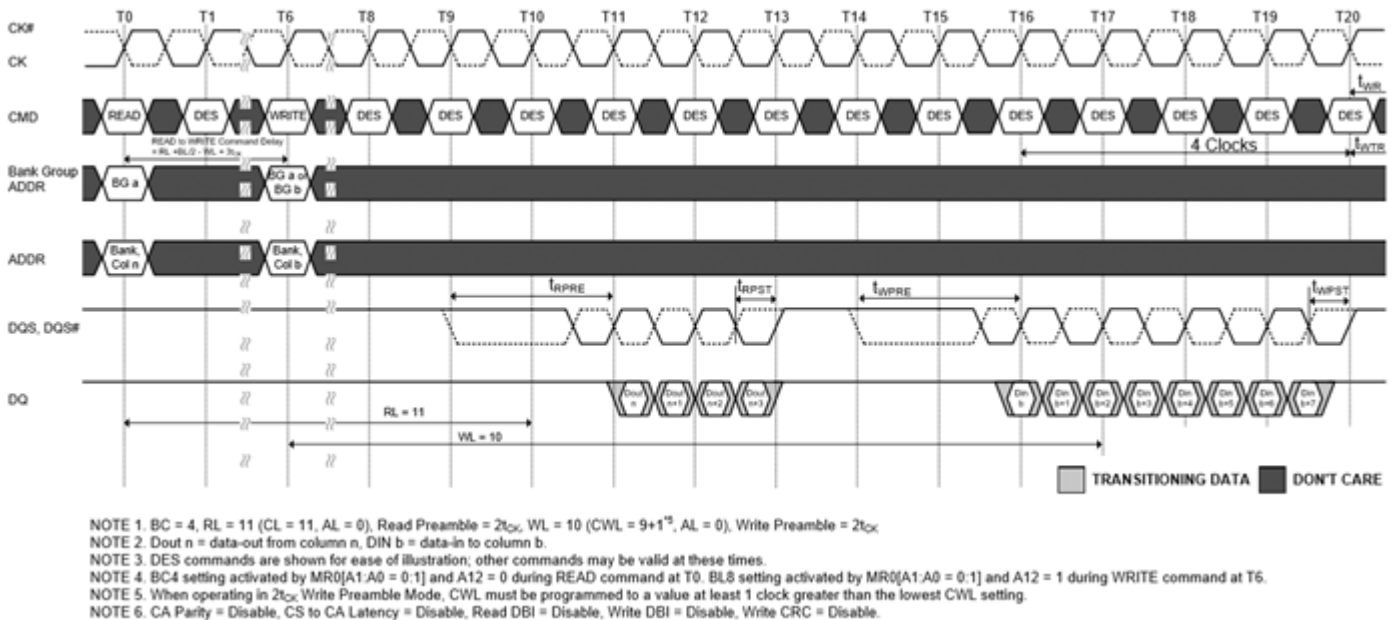 T0 T1 T6 T8 T9 T10 T11 T12 T13 T14 T15 T16 T17 T18 T19 T20
CK#
CK
tWR
CMD READ DES WRITE DES DES DES DES DES DES DES DES DES DES DES DES DES
READ to WRITE Command Delay
= RL +BL/2 - WL + 3tCK
4 Clocks tWTR
Bank Group
ADDR
BG a
BG a or
BG b
ADDR
Bank,
Col n
Bank,
Col b
tRPRE tRPST tWPRE tWPST
DQS, DQS#
DQ
Dout
n
Dout
n+1
Dout
n+2
Dout
n+3
Din
b
Din
b+1
Din
b+2
Din
b+3
Din
b+4
Din
b+5
Din
b+6
Din
b+7
RL = 11
WL = 10
TRANSITIONING DATA DON'T CARE
NOTE 1. BC = 4, RL = 11 (CL = 11, AL = 0), Read Preamble = 2tCK, WL = 10 (CWL = 9+1*5, AL = 0), Write Preamble = 2tCK
NOTE 2. Dout n = data-out from column n, DIN b = data-in to column b.
NOTE 3. DES commands are shown for ease of illustration; other commands may be valid at these times.
NOTE 4. BC4 setting activated by MR0[A1:A0 = 0:1] and A12 = 0 during READ command at T0. BL8 setting activated by MR0[A1:A0 = 0:1] and A12 = 1 during WRITE command at T6.
NOTE 5. When operating in 2tCK Write Preamble Mode, CWL must be programmed to a value at least 1 clock greater than the lowest CWL setting.
NOTE 6. CA Parity = Disable, CS to CA Latency = Disable, Read DBI = Disable, Write DBI = Disable, Write CRC = Disable.